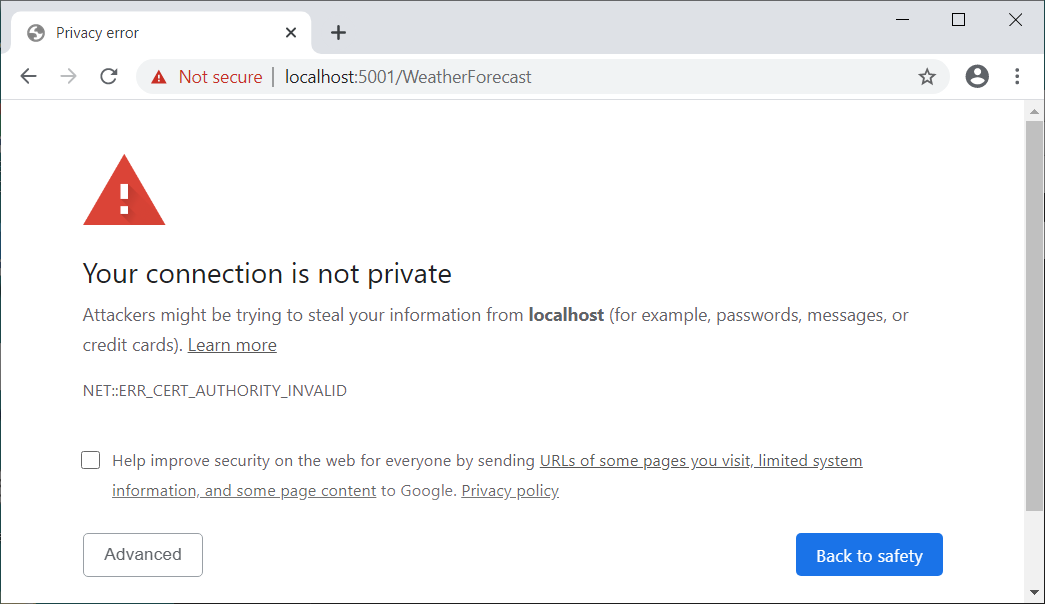 Privacy error
Not secure | localhost:5001/WeatherForecast
Your connection is not private
Attackers might be trying to steal your information from localhost (for example, passwords, messages, or
credit cards). Learn more
NET::ERR_CERT_AUTHORITY_INVALID
Help improve security on the web for everyone by sending URLs of some pages you visit, limited system
information, and some page content to Google. Privacy policy
Advanced
Back to safety